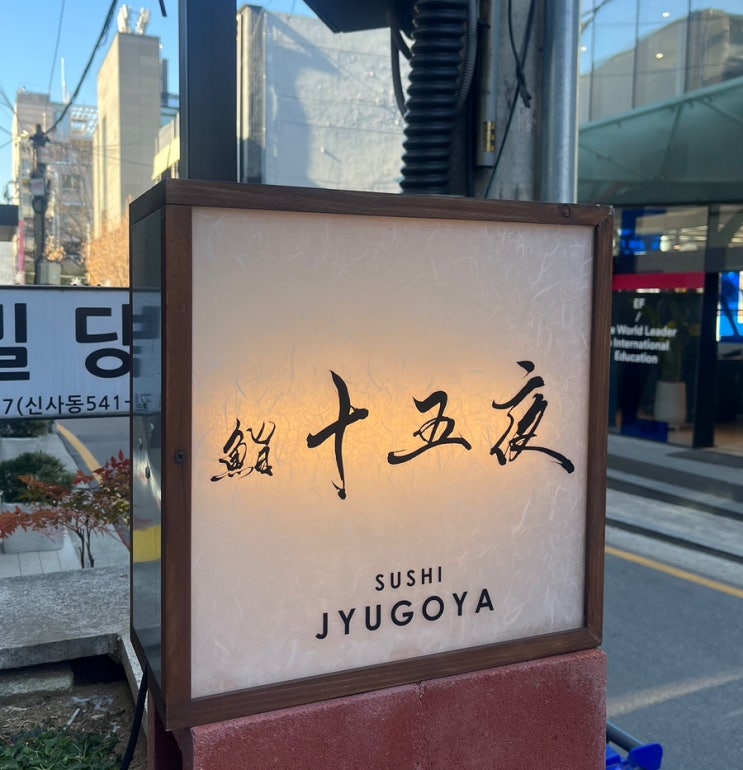 鮨 十五夜
SUSHI
JYUGOYA
밀 당
7(신사동541-
EF
/
World Leader
International
Education